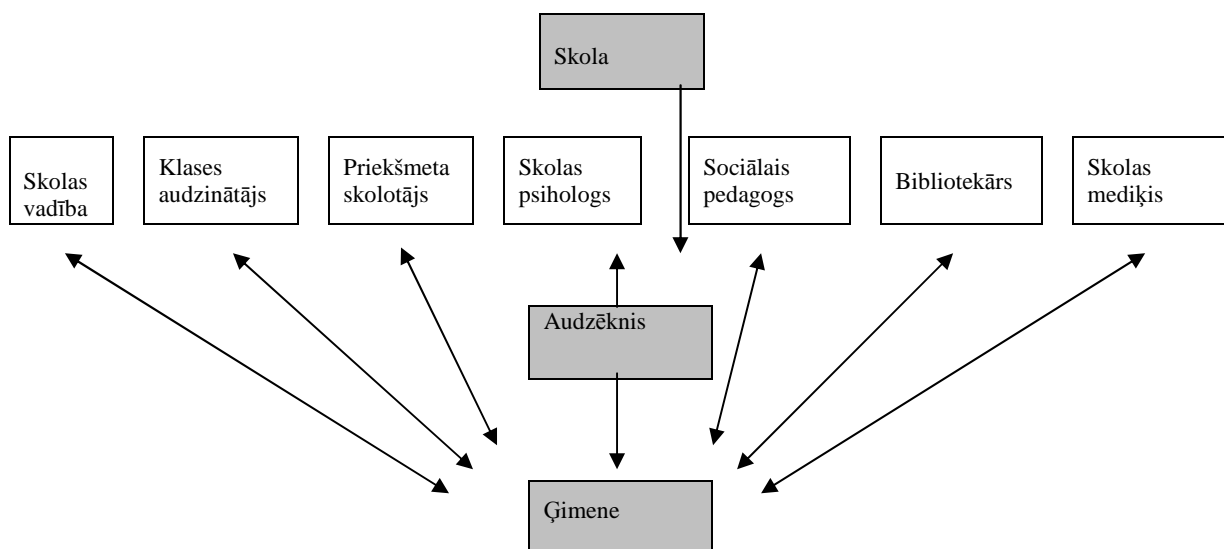 Skola
Skolas
vadība
Klases
audzinātājs
Priekšmeta
skolotājs
Skolas
psihologs
Sociālais
pedagogs
Bibliotekārs
Skolas
mediķis
Audzēknis
Ģimene